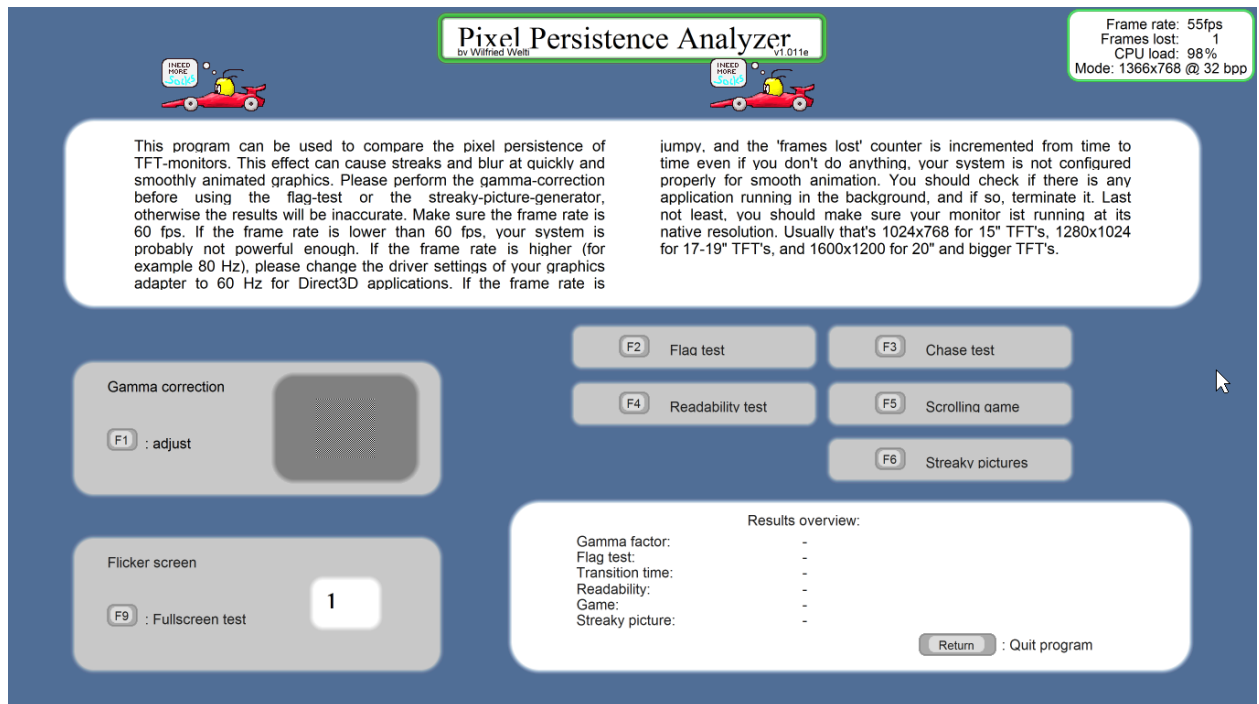 Pixel Persistence Analyzer
by Wilfried Welti
v1.011e
Frame rate: 55fps
Frames lost: 1
CPU load: 98%
Mode: 1366x768 @ 32 bpp
I NEED
MORE
Socks
I NEED
MORE
Socks
This program can be used to compare the pixel persistence of
TFT-monitors. This effect can cause streaks and blur at quickly and
smoothly animated graphics. Please perform the gamma-correction
before using the flag-test or the streaky-picture-generator,
otherwise the results will be inaccurate. Make sure the frame rate is
60 fps. If the frame rate is lower than 60 fps, your system is
probably not powerful enough. If the frame rate is higher (for
example 80 Hz), please change the driver settings of your graphics
adapter to 60 Hz for Direct3D applications. If the frame rate is
jumpy, and the 'frames lost' counter is incremented from time to
time even if you don't do anything, your system is not configured
properly for smooth animation. You should check if there is any
application running in the background, and if so, terminate it. Last
not least, you should make sure your monitor ist running at its
native resolution. Usually that's 1024x768 for 15" TFT's, 1280x1024
for 17-19" TFT's, and 1600x1200 for 20" and bigger TFT's.
F2 Flag test
F3 Chase test
F4 Readability test
F5 Scrolling game
F6 Streaky pictures
Gamma correction
F1 : adjust
Flicker screen
F9 : Fullscreen test
1
Results overview:
Gamma factor: -
Flag test: -
Transition time: -
Readability: -
Game: -
Streaky picture: -
Return : Quit program